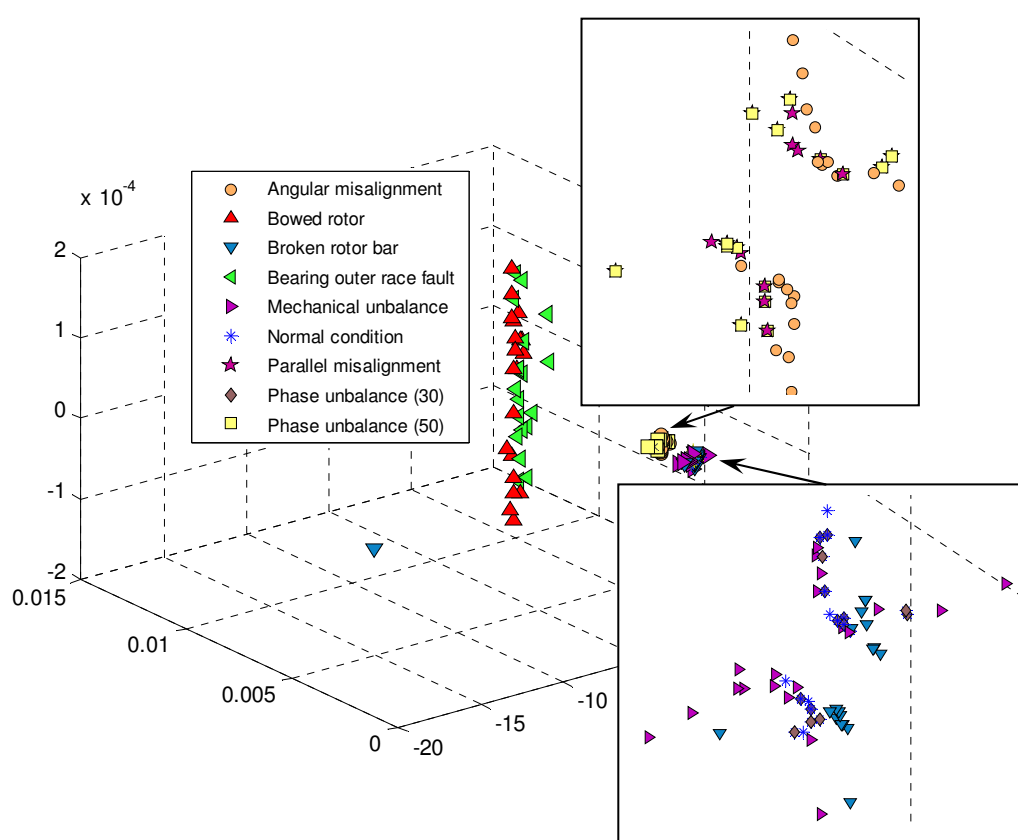 x 10-4
2
1
0
-1
-2
0.015
0.01
0.005
0
-20
-15
-10
Angular misalignment
Bowed rotor
Broken rotor bar
Bearing outer race fault
Mechanical unbalance
Normal condition
Parallel misalignment
Phase unbalance (30)
Phase unbalance (50)